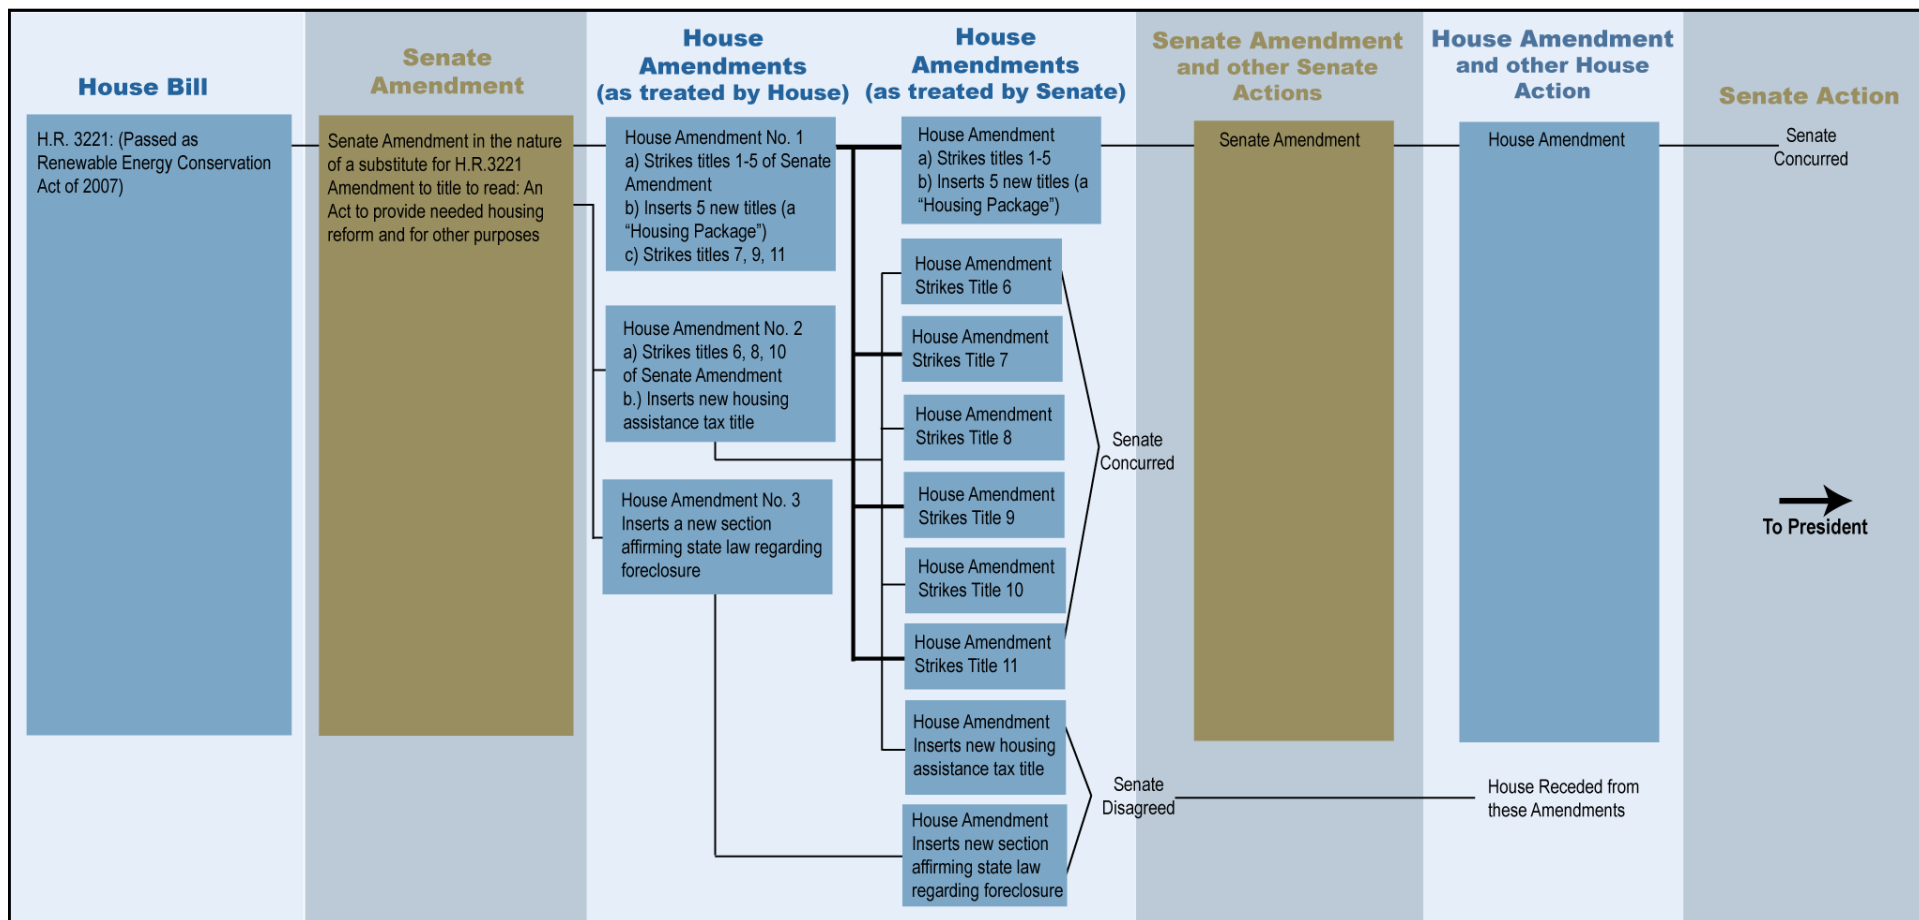 House Bill
H.R. 3221: (Passed as
Renewable Energy Conservation
Act of 2007)
Senate
Amendment
Senate Amendment in the nature
of a substitute for H.R.3221
Amendment to title to read: An
Act to provide needed housing
reform and for other purposes
House
Amendments
(as treated by House)
House Amendment No. 1
a) Strikes titles 1-5 of Senate
Amendment
b) Inserts 5 new titles (a
“Housing Package”)
c) Strikes titles 7, 9, 11
House Amendment No. 2
a) Strikes titles 6, 8, 10
of Senate Amendment
b.) Inserts new housing
assistance tax title
House Amendment No. 3
Inserts a new section
affirming state law regarding
foreclosure
House
Amendments
(as treated by Senate)
House Amendment
a) Strikes titles 1-5
b) Inserts 5 new titles (a
“Housing Package”)
House Amendment
Strikes Title 6
House Amendment
Strikes Title 7
House Amendment
Strikes Title 8
House Amendment
Strikes Title 9
House Amendment
Strikes Title 10
House Amendment
Strikes Title 11
House Amendment
Inserts new housing
assistance tax title
House Amendment
Inserts new section
affirming state law
regarding foreclosure
Senate
Concurred
Senate
Disagreed
Senate Amendment
and other Senate
Actions
Senate Amendment
House Amendment
and other House
Action
House Amendment
House Receded from
these Amendments
Senate Action
Senate
Concurred
To President